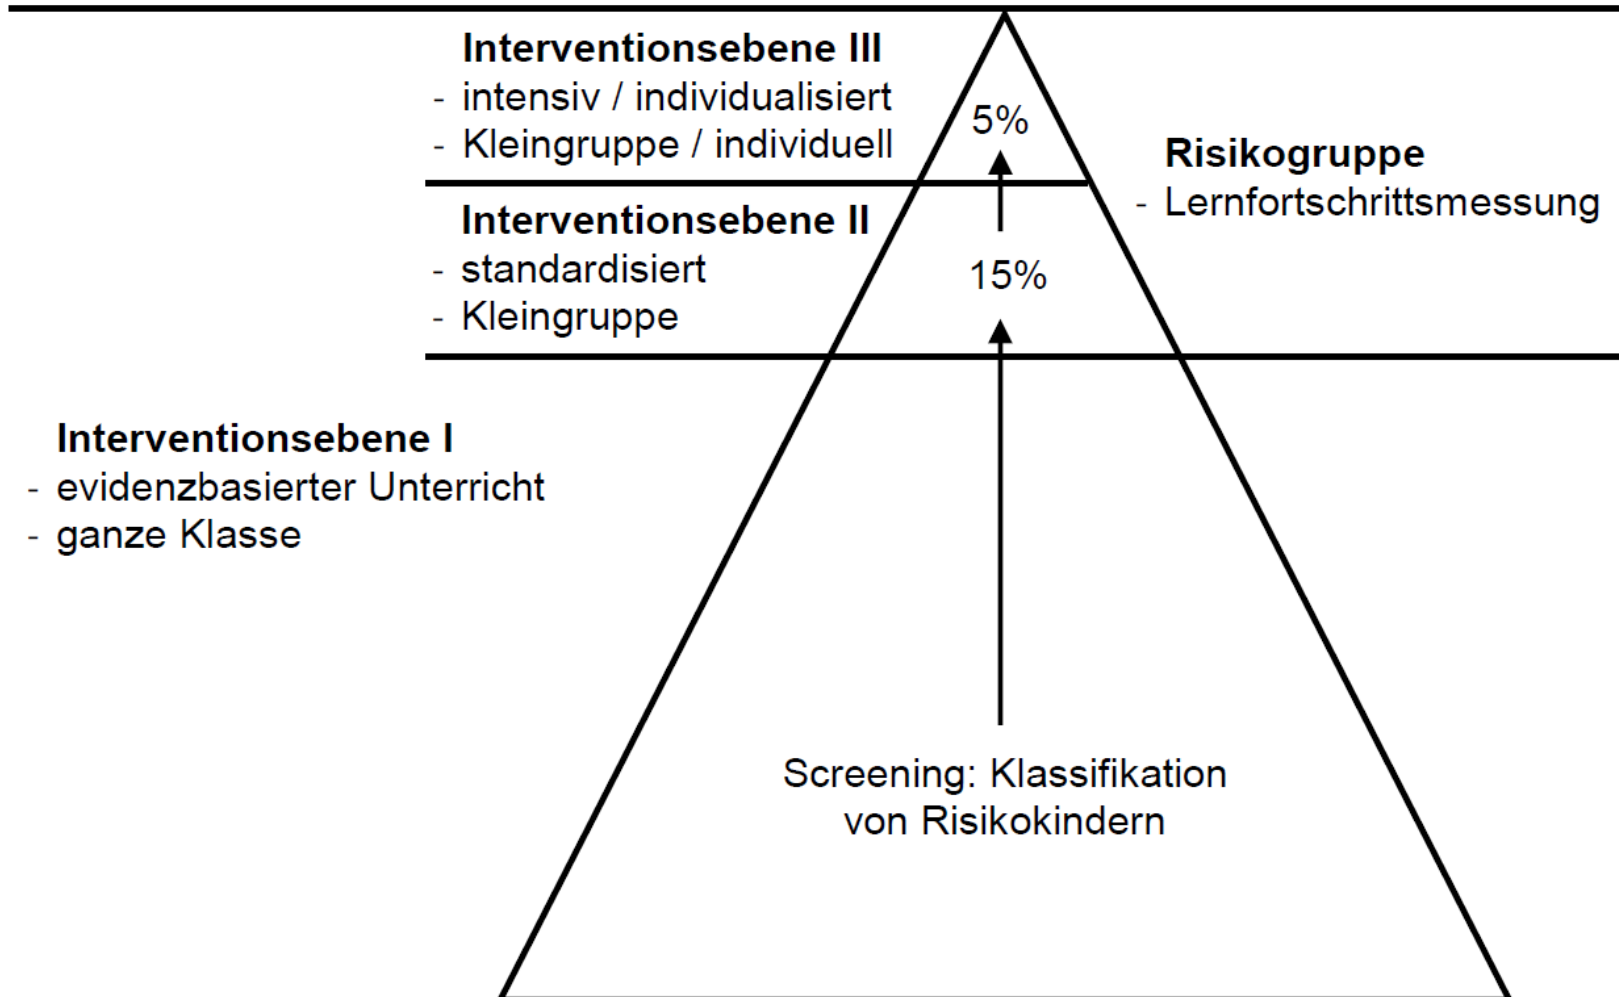 Interventionsebene III
- intensiv / individualisiert
- Kleingruppe / individuell
5%
Risikogruppe
- Lernfortschrittsmessung
Interventionsebene II
- standardisiert
- Kleingruppe
15%
Interventionsebene I
- evidenzbasierter Unterricht
- ganze Klasse
Screening: Klassifikation
von Risikokindern